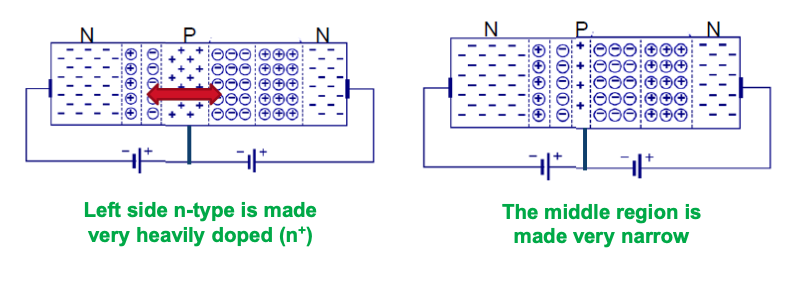 N P N
N P N
Left side n-type is made
very heavily doped (n⁺)
The middle region is
made very narrow